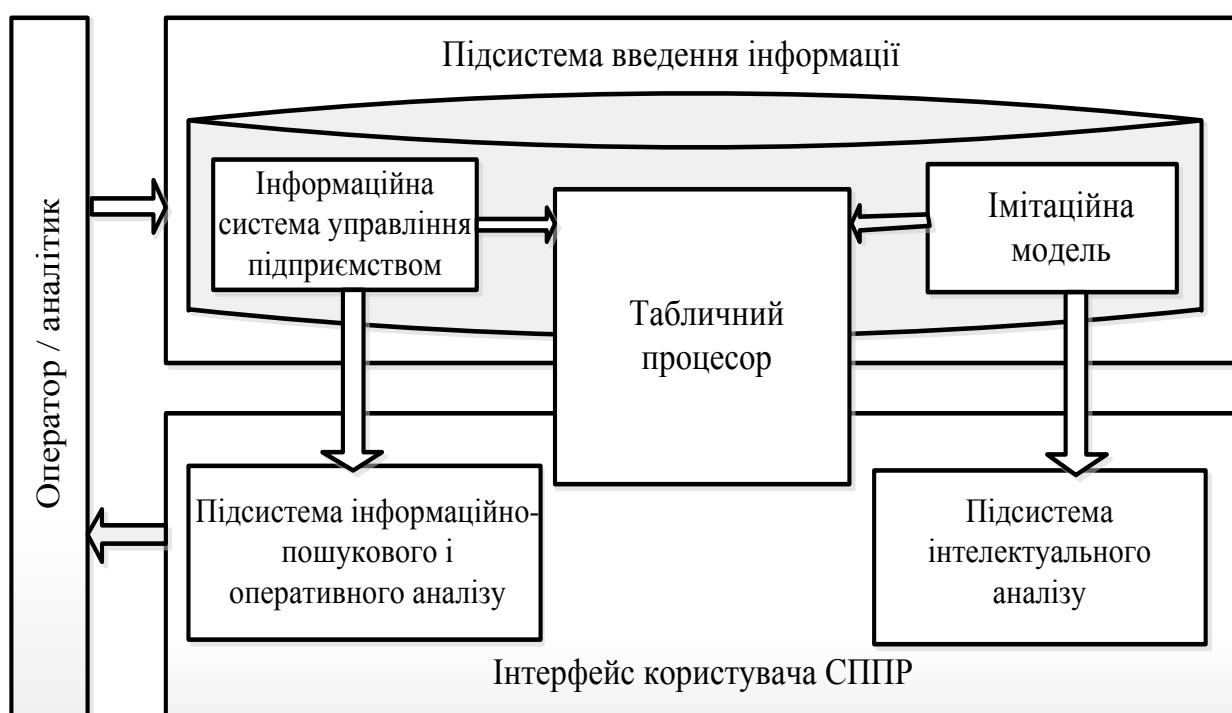 Оператор / аналітик
Підсистема введення інформації
Інформаційна
система управління
підприємством
Табличний
процесор
Імітаційна
модель
Підсистема інформаційно-
пошукового і
оперативного аналізу
Підсистема
інтелектуального
аналізу
Інтерфейс користувача СППР